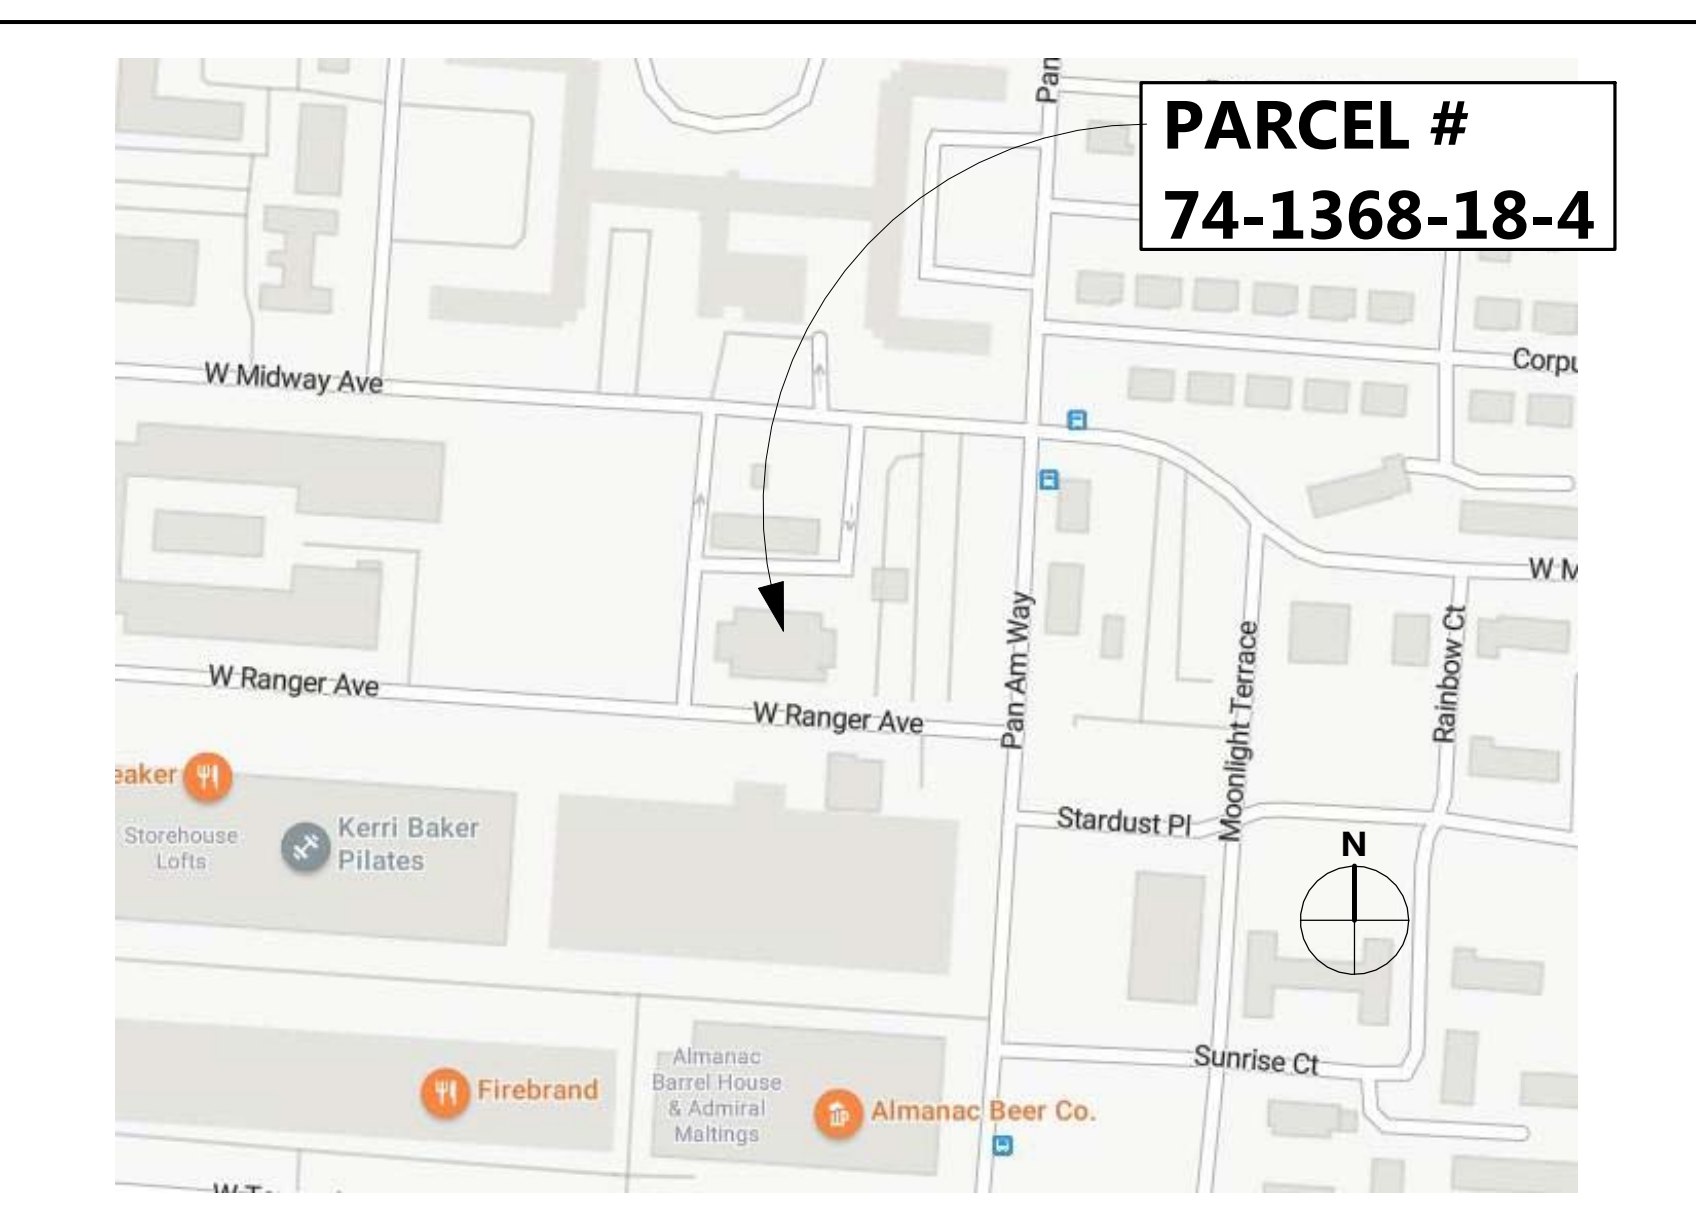 Pan
PARCEL #
74-1368-18-4
W Midway Ave
Corpu
W M
W Ranger Ave
W Ranger Ave
Pan Am Way
Moonlight Terrace
Rainbow Ct
eaker
Storehouse
Lofts
Kerri Baker
Pilates
Stardust Pl
N
Sunrise Ct
Firebrand
Almanac
Barrel House
& Admiral
Maltings
Almanac Beer Co.